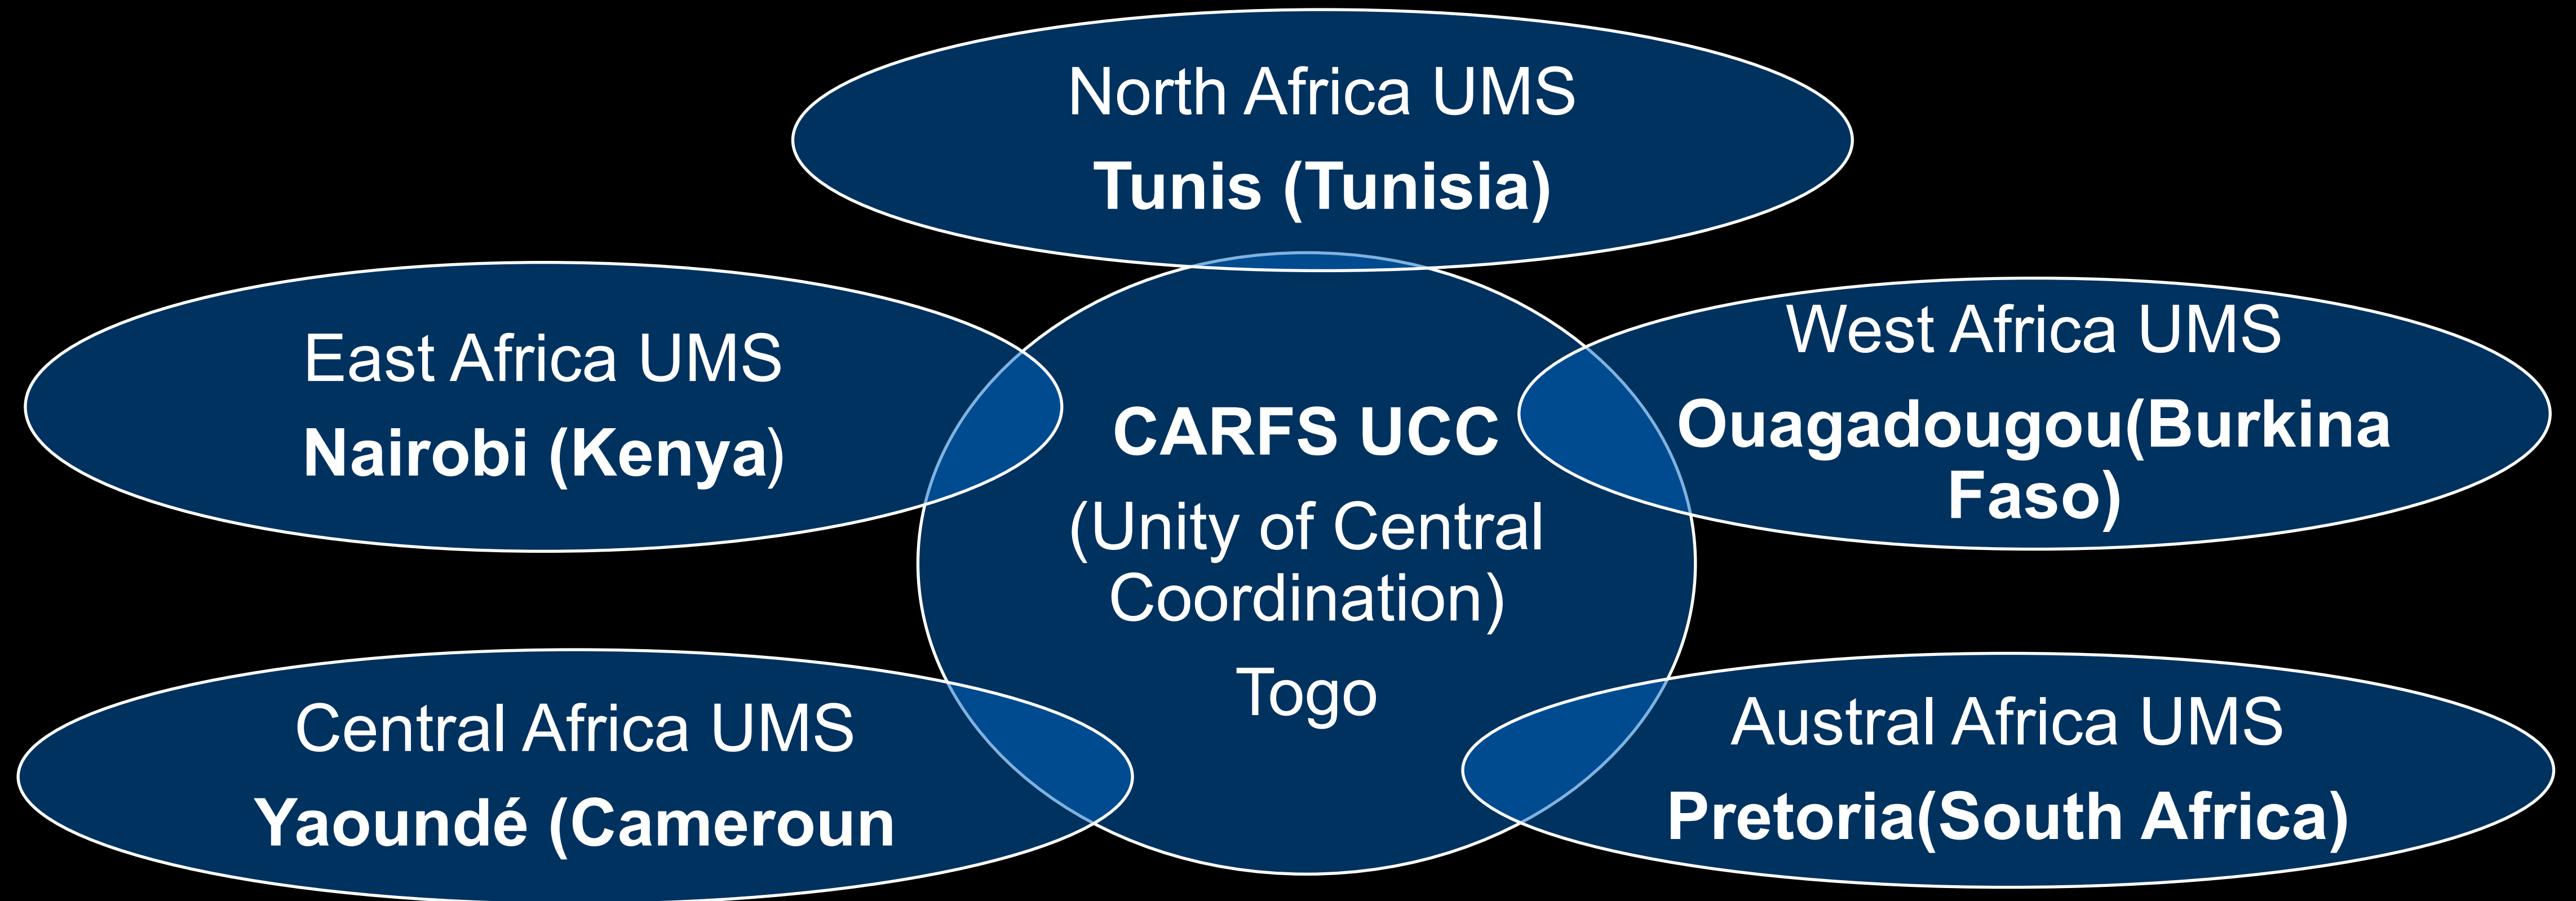 North Africa UMS
Tunis (Tunisia)
East Africa UMS
Nairobi (Kenya)
West Africa UMS
Ouagadougou(Burkina
Faso)
CARFS UCC
(Unity of Central
Coordination)
Togo
Central Africa UMS
Yaoundé (Cameroun
Austral Africa UMS
Pretoria(South Africa)